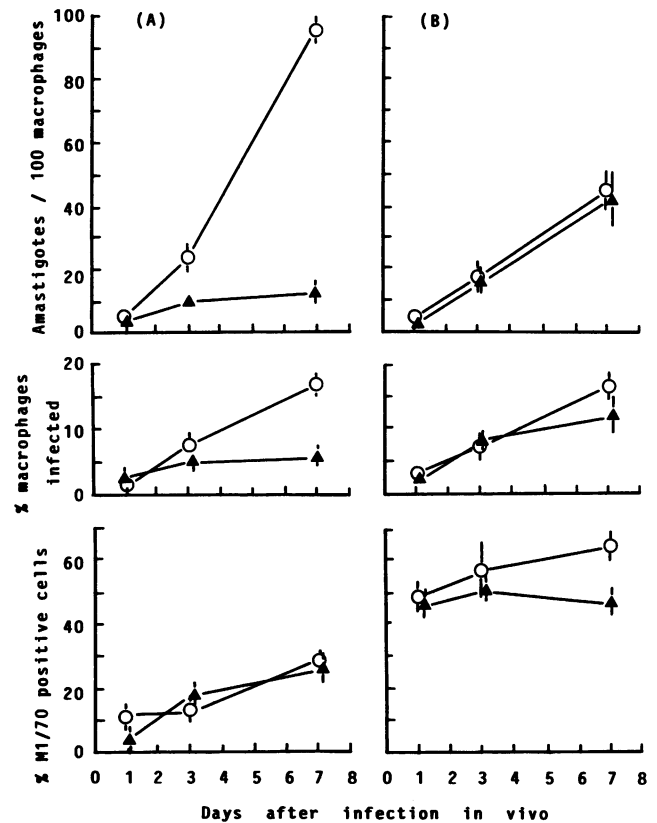 (A)
(B)
100
80
60
40
20
0
Amastigotes / 100 macrophages
20
10
0
% macrophages
infected
60
40
20
0
% M1/70 positive cells
0 1 2 3 4 5 6 7 8
0 1 2 3 4 5 6 7 8
Days after infection in vivo